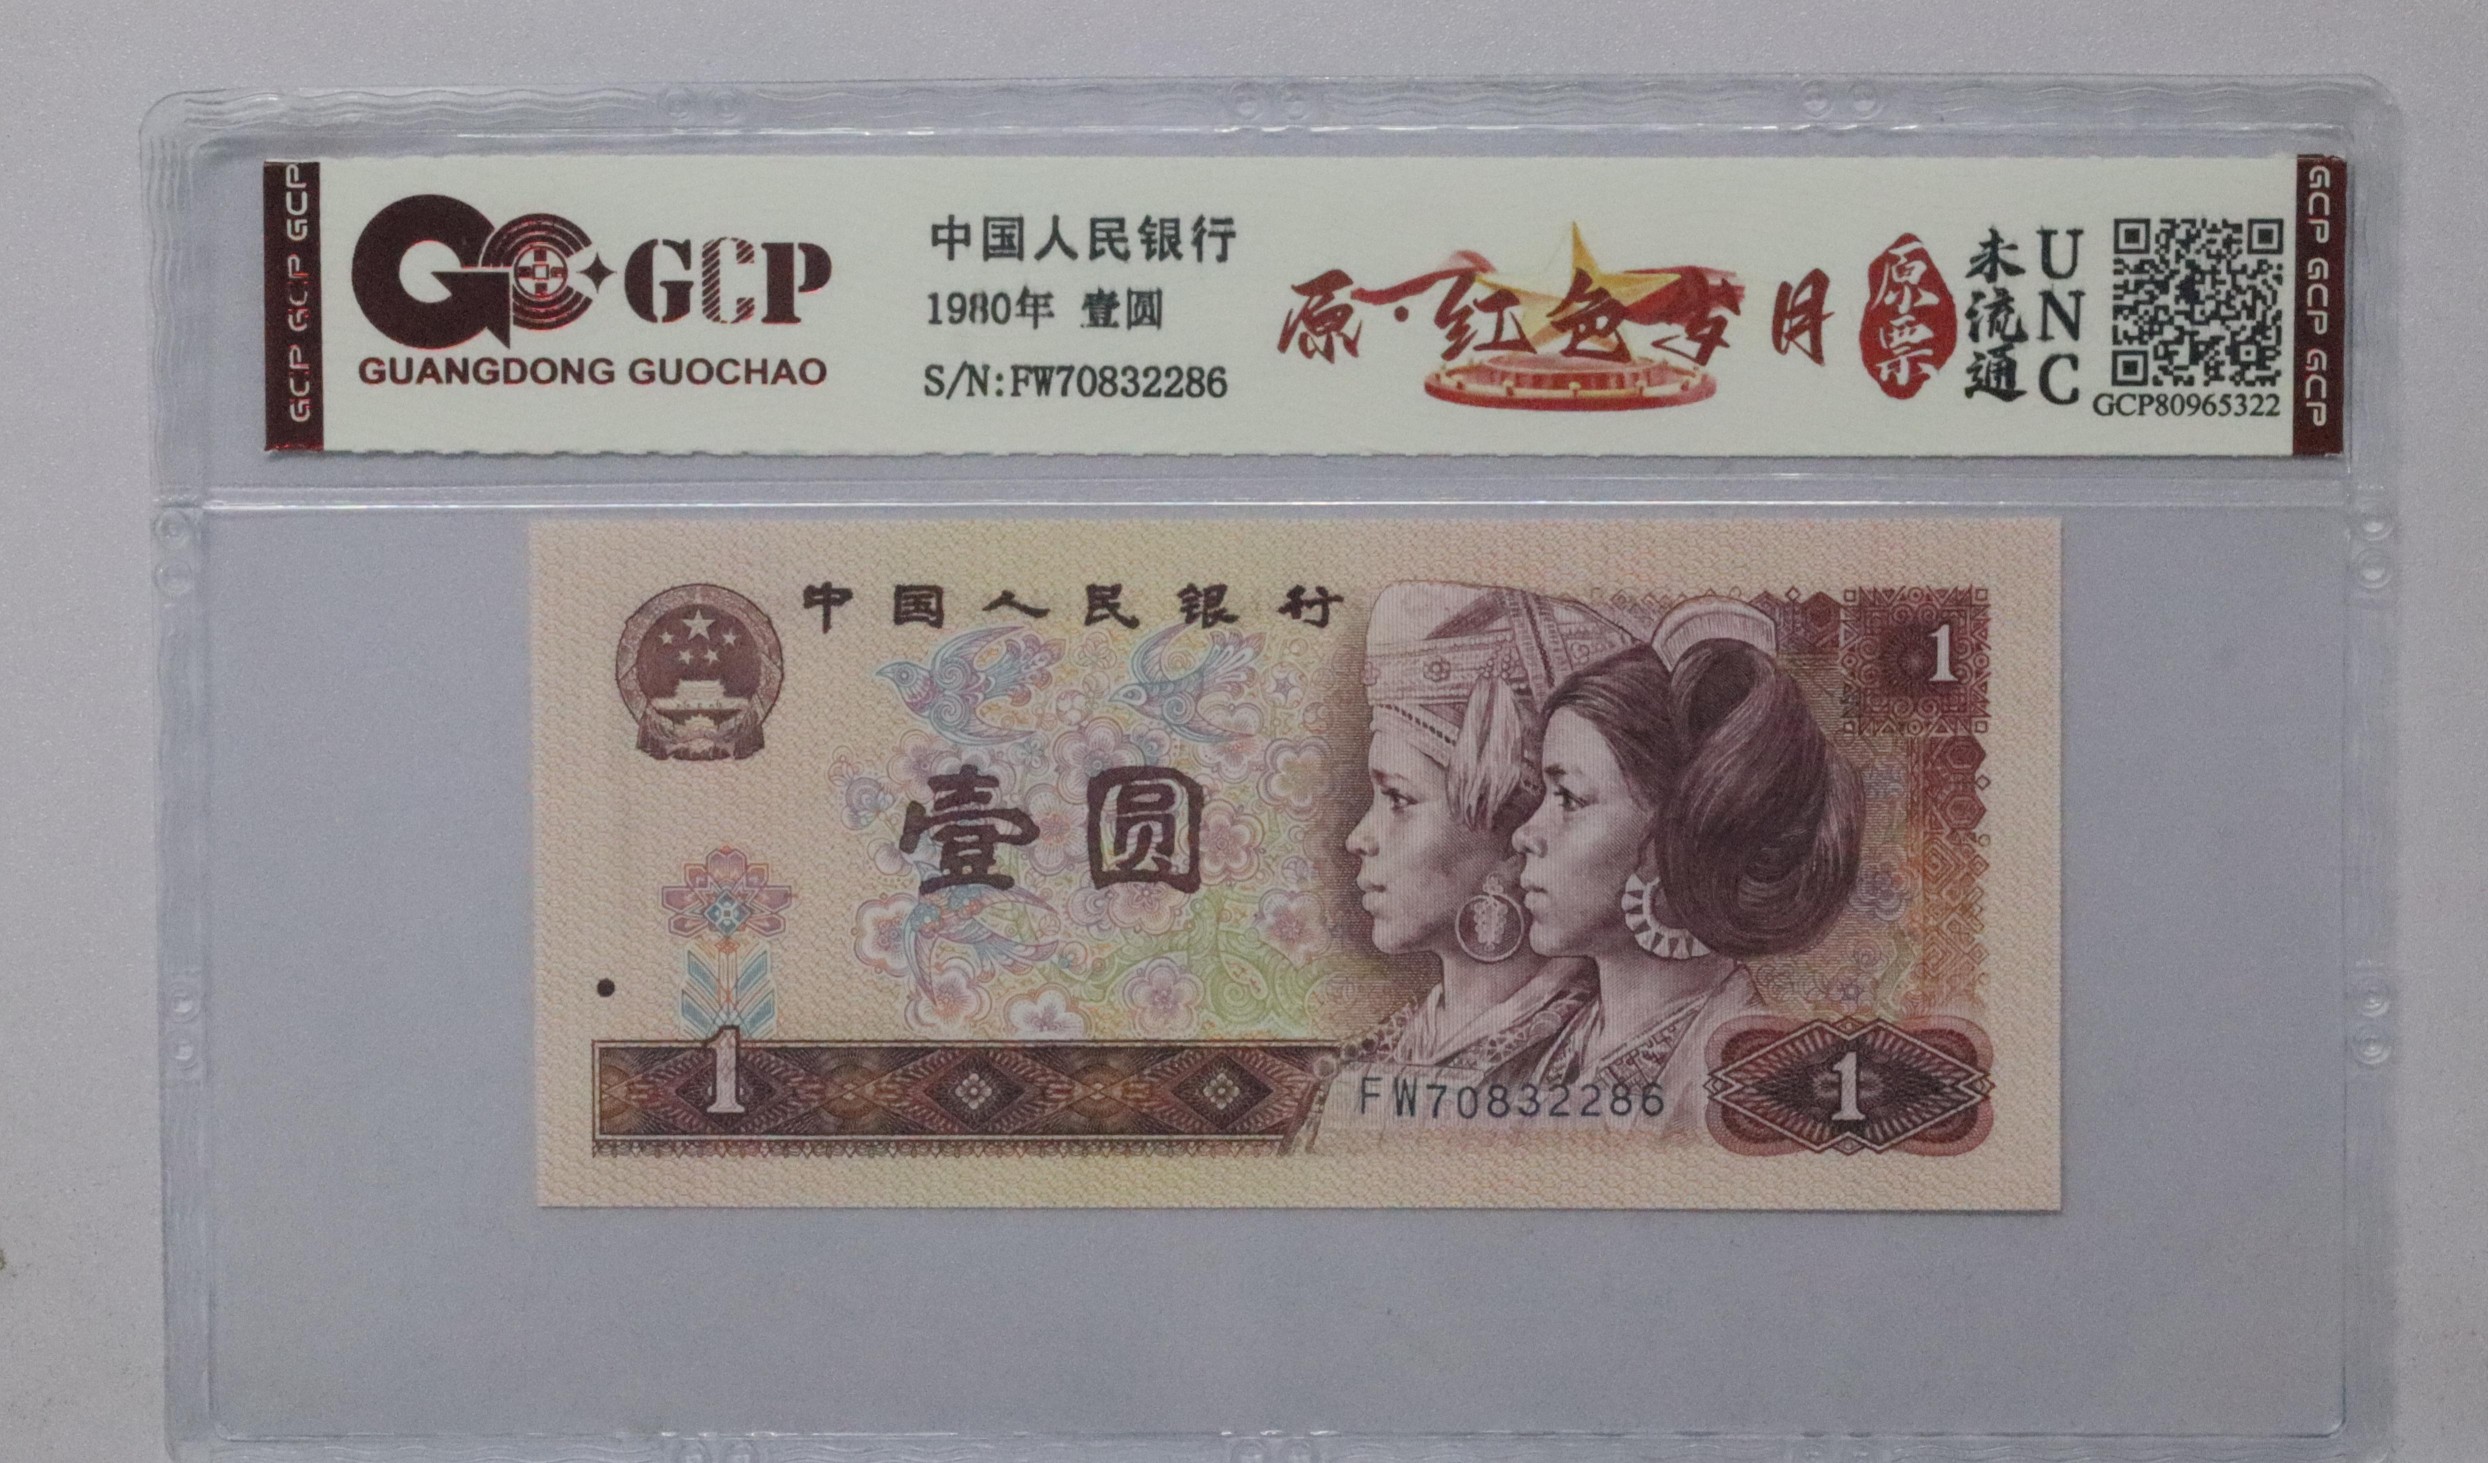 GCP GCP GCP
GCP
GUANGDONG GUOCHAO
中国人民银行
1980年 壹圆
S/N:FW70832286
原·红色岁月
原票
未流通
UNC
GCP80965322
GCP GCP GCP
中国人民银行
1
壹圆
1
FW70832286
1